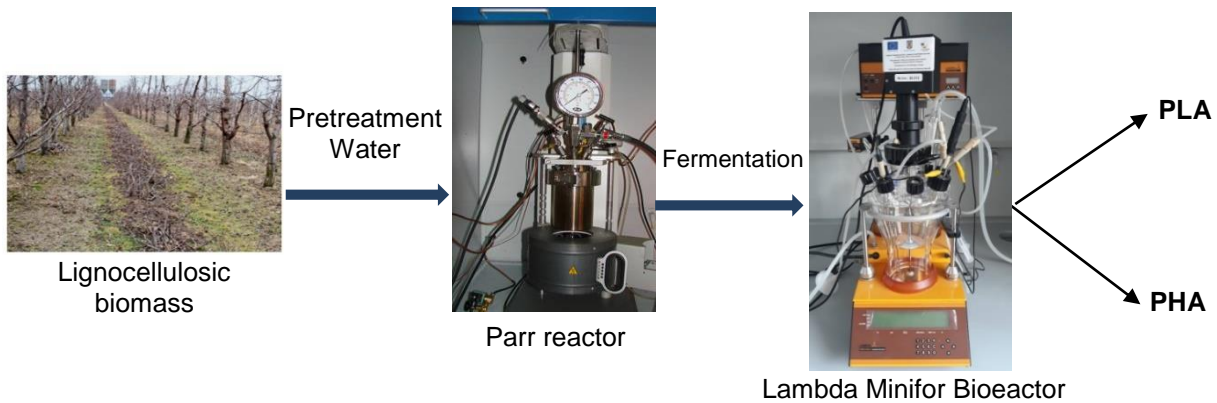 Lignocellulosic
biomass
Pretreatment
Water
Parr reactor
Fermentation
Lambda Minifor Bioeactor
PLA
PHA